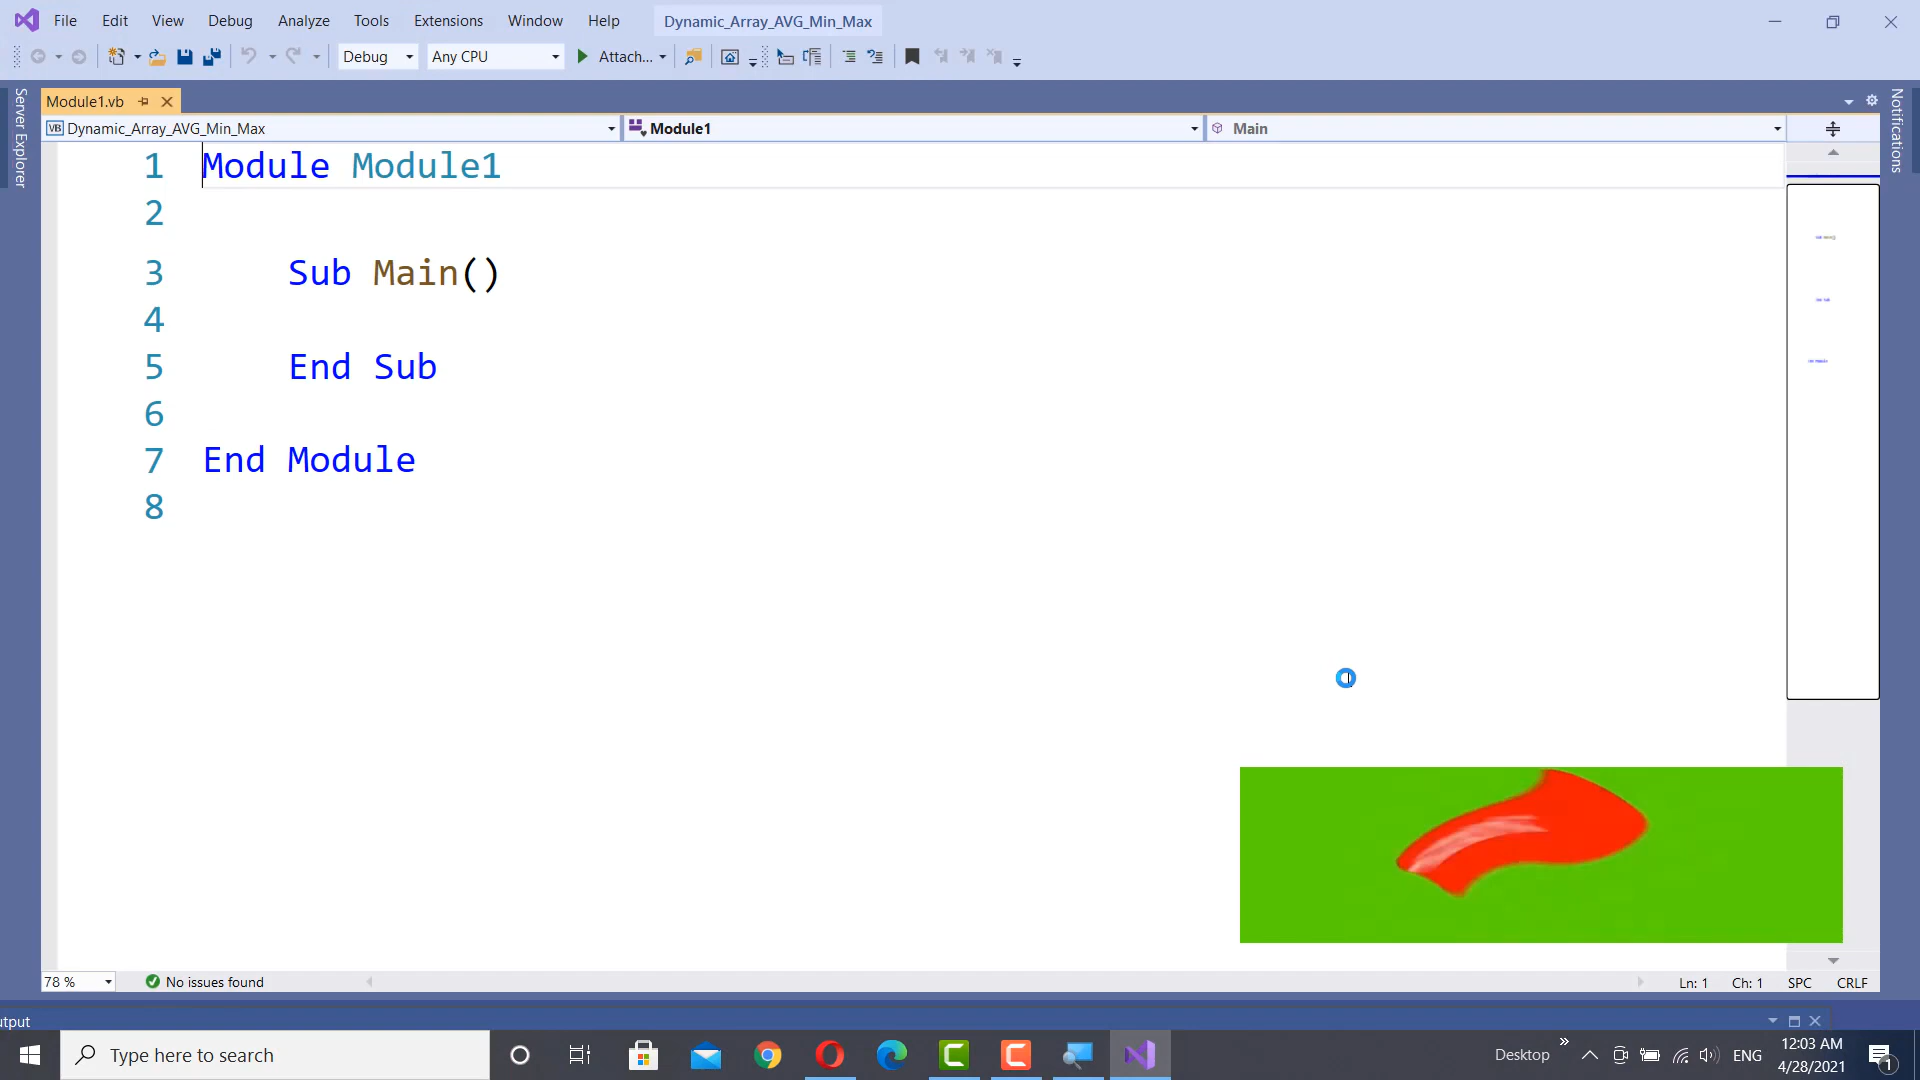 File Edit View Debug Analyze Tools Extensions Window Help Dynamic_Array_AVG_Min_Max
Debug Any CPU Attach...
Server Explorer
Module1.vb
Notifications
VB Dynamic_Array_AVG_Min_Max Module1 Main
1 Module Module1
2
3 Sub Main()
4
5 End Sub
6
7 End Module
8
78 % No issues found Ln: 1 Ch: 1 SPC CRLF
utput
Type here to search Desktop ENG 12:03 AM
4/28/2021
1